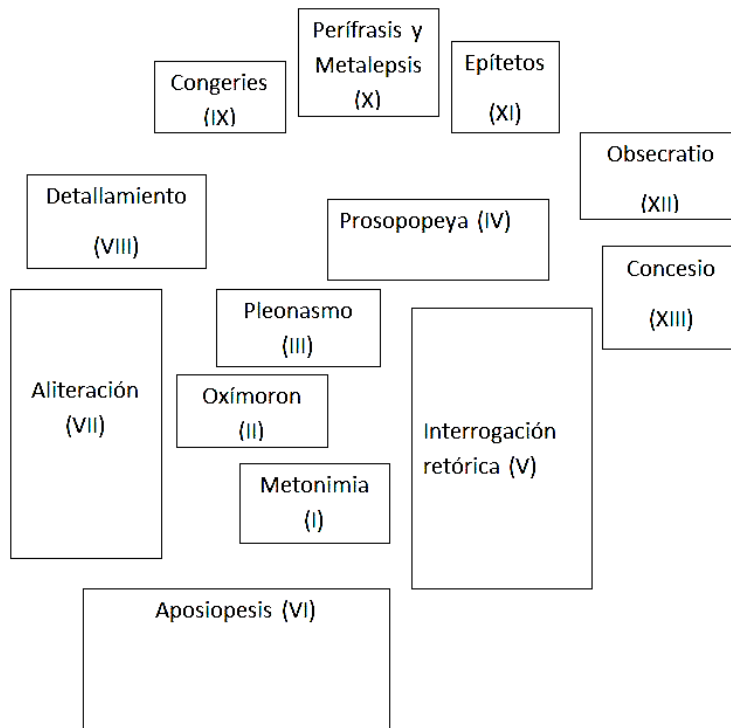 Perífrasis y
Metalepsis
(X)
Epítetos
(XI)
Congeries
(IX)
Obsecratio
(XII)
Detallamiento
(VIII)
Prosopopeya (IV)
Concesio
(XIII)
Pleonasmo
(III)
Aliteración
(VII)
Oxímoron
(II)
Interrogación
retórica (V)
Metonimia
(I)
Aposiopesis (VI)